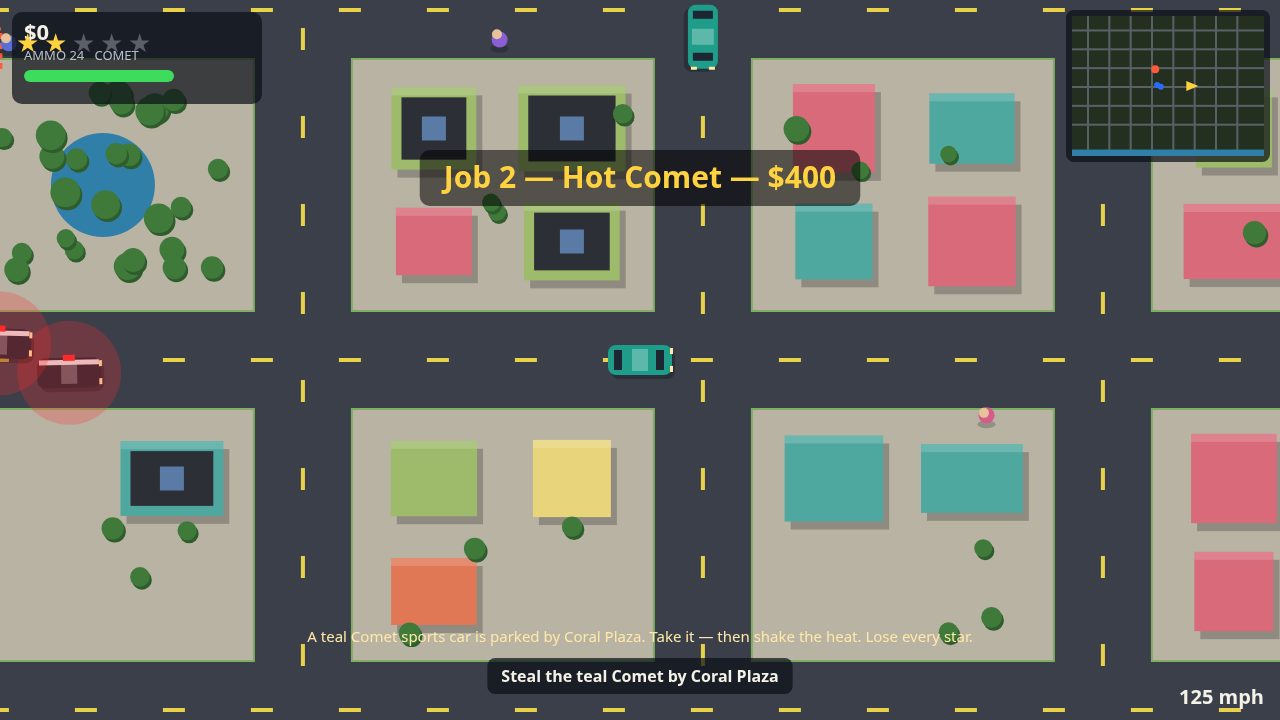 $0
AMMO 24 COMET
Job 2 — Hot Comet — $400
A teal Comet sports car is parked by Coral Plaza. Take it — then shake the heat. Lose every star.
Steal the teal Comet by Coral Plaza
125 mph